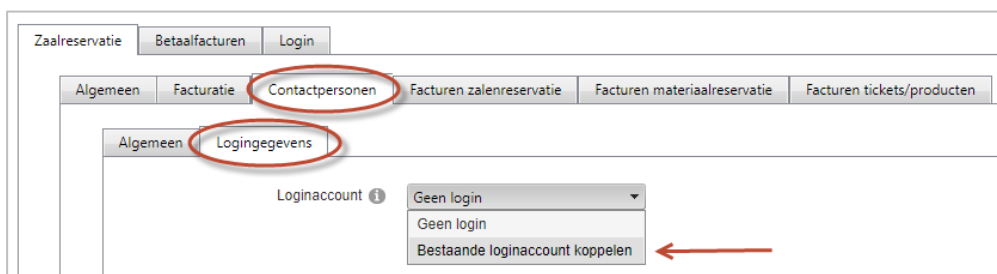 Zaalreservatie Betaalfacturen Login
Algemeen Facturatie Contactpersonen Facturen zalenreservatie Facturen materiaalreservatie Facturen tickets/producten
Algemeen Logingegevens
Loginaccount Geen login
Geen login
Bestaande loginaccount koppelen